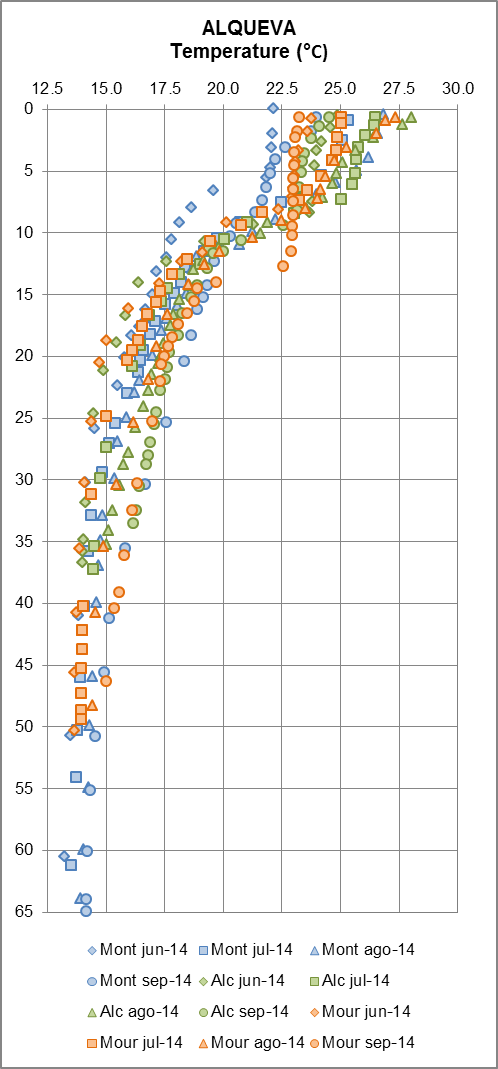 ALQUEVA
Temperature (°C)
12.5 15.0 17.5 20.0 22.5 25.0 27.5 30.0
0
5
10
15
20
25
30
35
40
45
50
55
60
65
Mont jun-14 Mont jul-14 Mont ago-14
Mont sep-14 Alc jun-14 Alc jul-14
Alc ago-14 Alc sep-14 Mour jun-14
Mour jul-14 Mour ago-14 Mour sep-14